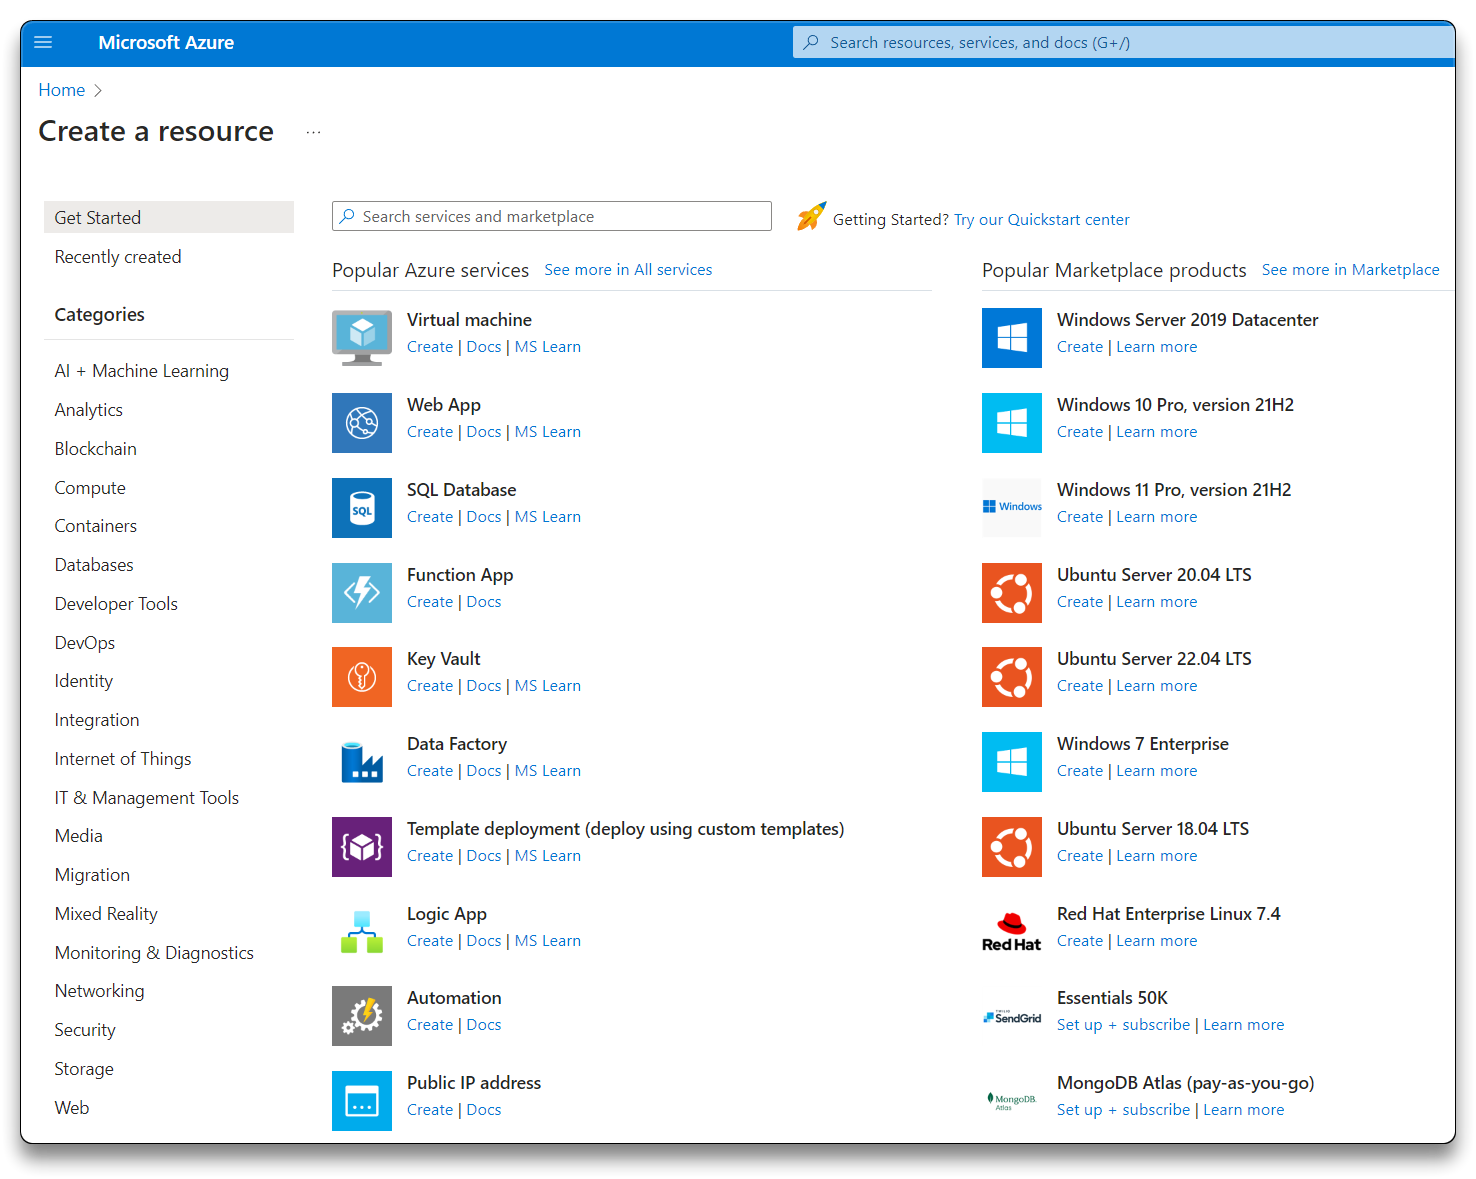 Microsoft Azure
Search resources, services, and docs (G+/)
Home
Create a resource
...
Get Started
Recently created
Categories
AI + Machine Learning
Analytics
Blockchain
Compute
Containers
Databases
Developer Tools
DevOps
Identity
Integration
Internet of Things
IT & Management Tools
Media
Migration
Mixed Reality
Monitoring & Diagnostics
Networking
Security
Storage
Web
Search services and marketplace
Getting Started? Try our Quickstart center
Popular Azure services See more in All services
Virtual machine
Create | Docs | MS Learn
Web App
Create | Docs | MS Learn
SQL
SQL Database
Create | Docs | MS Learn
Function App
Create | Docs
Key Vault
Create | Docs | MS Learn
Data Factory
Create | Docs | MS Learn
Template deployment (deploy using custom templates)
Create | Docs | MS Learn
Logic App
Create | Docs | MS Learn
Automation
Create | Docs
Public IP address
Create | Docs
Popular Marketplace products See more in Marketplace
Windows Server 2019 Datacenter
Create | Learn more
Windows 10 Pro, version 21H2
Create | Learn more
Windows
Windows 11 Pro, version 21H2
Create | Learn more
Ubuntu Server 20.04 LTS
Create | Learn more
Ubuntu Server 22.04 LTS
Create | Learn more
Windows 7 Enterprise
Create | Learn more
Ubuntu Server 18.04 LTS
Create | Learn more
Red Hat
Red Hat Enterprise Linux 7.4
Create | Learn more
SendGrid
Essentials 50K
Set up + subscribe | Learn more
MongoDB.
Atlas
MongoDB Atlas (pay-as-you-go)
Set up + subscribe | Learn more